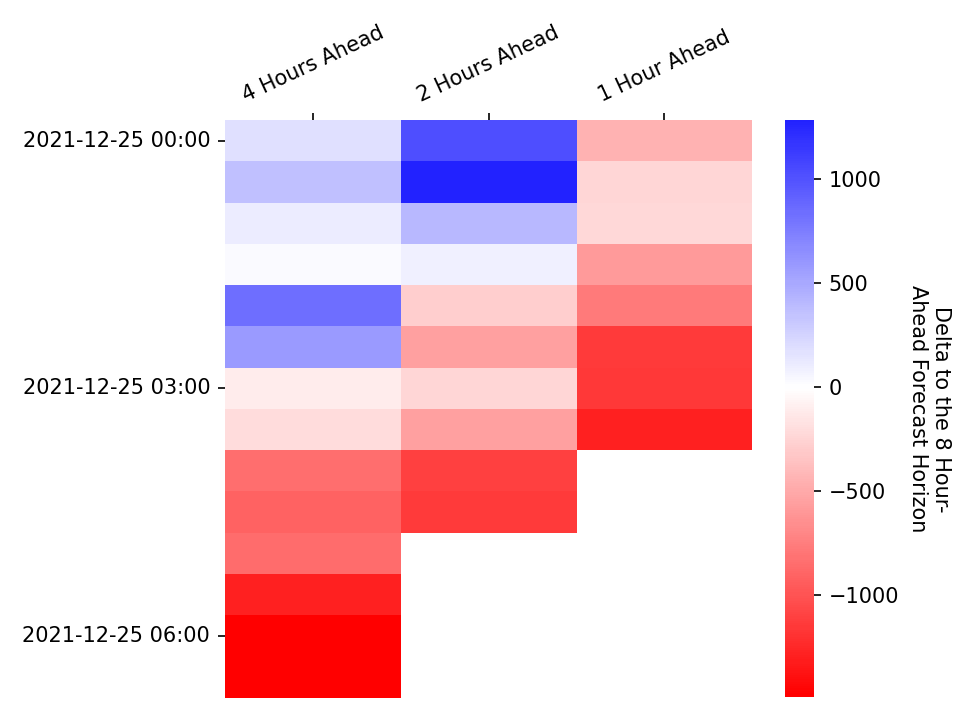 4 Hours Ahead
2 Hours Ahead
1 Hour Ahead
2021-12-25 00:00
2021-12-25 03:00
2021-12-25 06:00
1000
500
0
−500
−1000
Delta to the 8 Hour-
Ahead Forecast Horizon